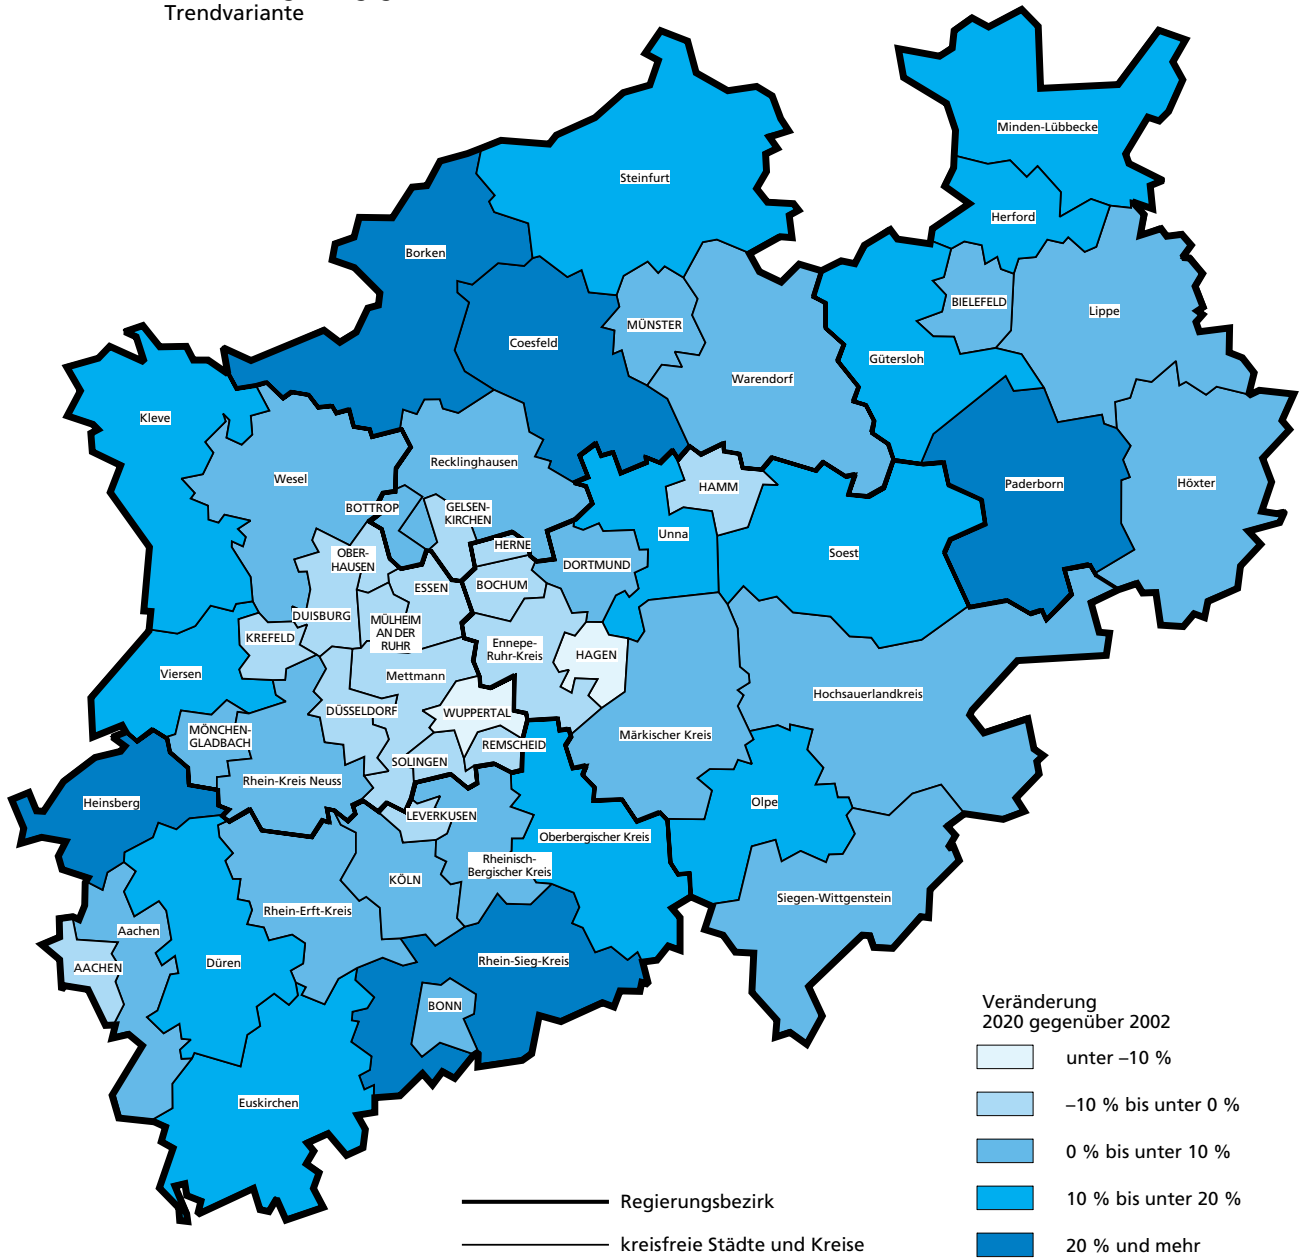 Trendvariante
Minden-Lübbecke
Steinfurt
Herford
Borken
BIELEFELD
Lippe
MÜNSTER
Coesfeld
Gütersloh
Warendorf
Kleve
Recklinghausen
Wesel
HAMM
Paderborn
Höxter
BOTTROP
GELSEN-
KIRCHEN
Unna
HERNE
Soest
OBER-
HAUSEN
DORTMUND
ESSEN
BOCHUM
DUISBURG
MÜLHEIM
AN DER
RUHR
KREFELD
Ennepe-
Ruhr-Kreis
HAGEN
Viersen
Mettmann
Hochsauerlandkreis
DÜSSELDORF
WUPPERTAL
MÖNCHEN-
GLADBACH
Märkischer Kreis
REMSCHEID
SOLINGEN
Rhein-Kreis Neuss
Heinsberg
Olpe
LEVERKUSEN
Oberbergischer Kreis
Rheinisch-
Bergischer Kreis
KÖLN
Siegen-Wittgenstein
Rhein-Erft-Kreis
Aachen
Rhein-Sieg-Kreis
Düren
AACHEN
BONN
Euskirchen
Veränderung
2020 gegenüber 2002
unter –10 %
–10 % bis unter 0 %
0 % bis unter 10 %
10 % bis unter 20 %
20 % und mehr
Regierungsbezirk
kreisfreie Städte und Kreise